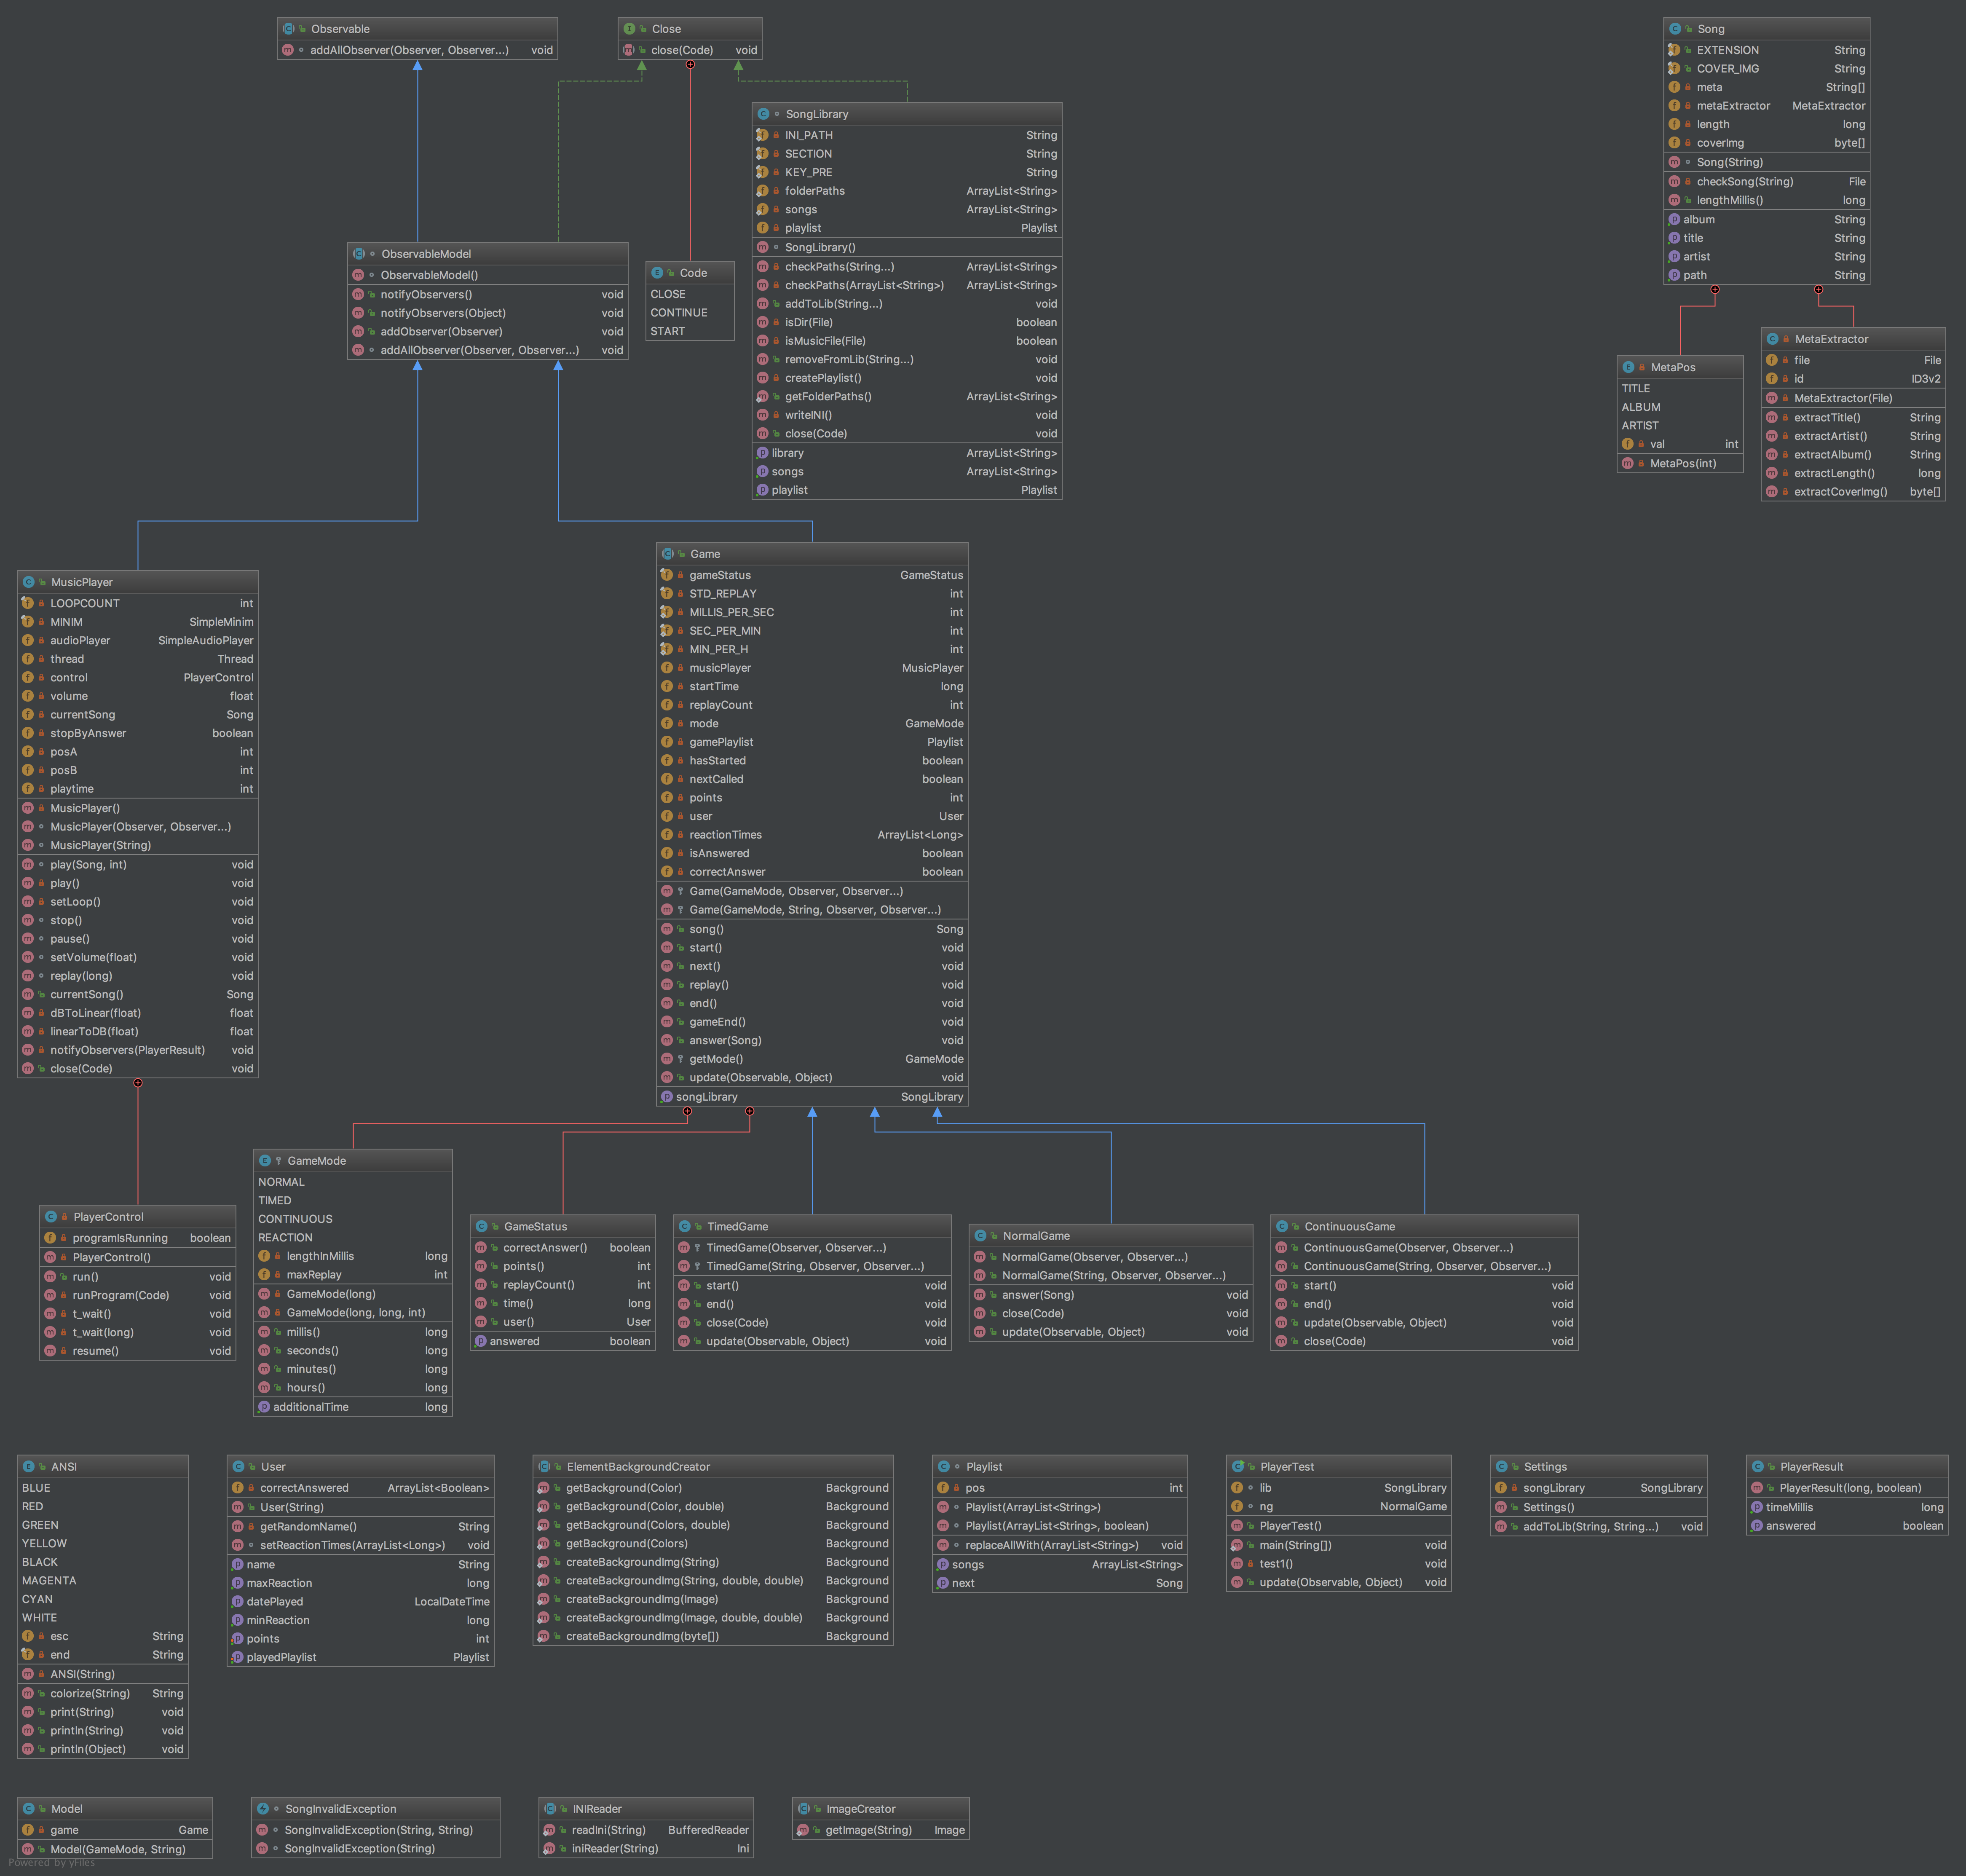 Observable
addAllObserver(Observer, Observer...) void
Close
close(Code) void
Song
EXTENSION String
COVER_IMG String
meta String[]
metaExtractor MetaExtractor
length long
coverImg byte[]
Song(String)
checkSong(String) File
lengthMillis() long
album String
title String
artist String
path String
SongLibrary
INI_PATH String
SECTION String
KEY_PRE String
folderPaths ArrayList<String>
songs ArrayList<String>
playlist Playlist
SongLibrary()
checkPaths(String...) ArrayList<String>
checkPaths(ArrayList<String>) ArrayList<String>
addToLib(String...) void
isDir(File) boolean
isMusicFile(File) boolean
removeFromLib(String...) void
createPlaylist() void
getFolderPaths() ArrayList<String>
writeINI() void
close(Code) void
library ArrayList<String>
songs ArrayList<String>
playlist Playlist
ObservableModel
ObservableModel()
notifyObservers() void
notifyObservers(Object) void
addObserver(Observer) void
addAllObserver(Observer, Observer...) void
Code
CLOSE
CONTINUE
START
MetaPos
TITLE
ALBUM
ARTIST
val int
MetaPos(int)
MetaExtractor
file File
id ID3v2
MetaExtractor(File)
extractTitle() String
extractArtist() String
extractAlbum() String
extractLength() long
extractCoverImg() byte[]
MusicPlayer
LOOPCOUNT int
MINIM SimpleMinim
audioPlayer SimpleAudioPlayer
thread Thread
control PlayerControl
volume float
currentSong Song
stopByAnswer boolean
posA int
posB int
playtime int
MusicPlayer()
MusicPlayer(Observer, Observer...)
MusicPlayer(String)
play(Song, int) void
play() void
setLoop() void
stop() void
pause() void
setVolume(float) void
replay(long) void
currentSong() Song
dBToLinear(float) float
linearToDB(float) float
notifyObservers(PlayerResult) void
close(Code) void
Game
gameStatus GameStatus
STD_REPLAY int
MILLIS_PER_SEC int
SEC_PER_MIN int
MIN_PER_H int
musicPlayer MusicPlayer
startTime long
replayCount int
mode GameMode
gamePlaylist Playlist
hasStarted boolean
nextCalled boolean
points int
user User
reactionTimes ArrayList<Long>
isAnswered boolean
correctAnswer boolean
Game(GameMode, Observer, Observer...)
Game(GameMode, String, Observer, Observer...)
song() Song
start() void
next() void
replay() void
end() void
gameEnd() void
answer(Song) void
getMode() GameMode
update(Observable, Object) void
songLibrary SongLibrary
PlayerControl
programIsRunning boolean
PlayerControl()
run() void
runProgram(Code) void
t_wait() void
t_wait(long) void
resume() void
GameMode
NORMAL
TIMED
CONTINUOUS
REACTION
lengthInMillis long
maxReplay int
GameMode(long)
GameMode(long, long, int)
millis() long
seconds() long
minutes() long
hours() long
additionalTime long
GameStatus
correctAnswer() boolean
points() int
replayCount() int
time() long
user() User
answered boolean
TimedGame
TimedGame(Observer, Observer...)
TimedGame(String, Observer, Observer...)
start() void
end() void
close(Code) void
update(Observable, Object) void
NormalGame
NormalGame(Observer, Observer...)
NormalGame(String, Observer, Observer...)
answer(Song) void
close(Code) void
update(Observable, Object) void
ContinuousGame
ContinuousGame(Observer, Observer...)
ContinuousGame(String, Observer, Observer...)
start() void
end() void
update(Observable, Object) void
close(Code) void
ANSI
BLUE
RED
GREEN
YELLOW
BLACK
MAGENTA
CYAN
WHITE
esc String
end String
ANSI(String)
colorize(String) String
print(String) void
println(String) void
println(Object) void
User
correctAnswered ArrayList<Boolean>
User(String)
getRandomName() String
setReactionTimes(ArrayList<Long>) void
name String
maxReaction long
datePlayed LocalDateTime
minReaction long
points int
playedPlaylist Playlist
ElementBackgroundCreator
getBackground(Color) Background
getBackground(Color, double) Background
getBackground(Colors, double) Background
getBackground(Colors) Background
createBackgroundImg(String) Background
createBackgroundImg(String, double, double) Background
createBackgroundImg(Image) Background
createBackgroundImg(Image, double, double) Background
createBackgroundImg(byte[]) Background
Playlist
pos int
Playlist(ArrayList<String>)
Playlist(ArrayList<String>, boolean)
replaceAllWith(ArrayList<String>) void
songs ArrayList<String>
next Song
PlayerTest
lib SongLibrary
ng NormalGame
PlayerTest()
main(String[]) void
test1() void
update(Observable, Object) void
Settings
songLibrary SongLibrary
Settings()
addToLib(String, String...) void
PlayerResult
PlayerResult(long, boolean)
timeMillis long
answered boolean
Model
game Game
Model(GameMode, String)
SongInvalidException
SongInvalidException(String, String)
SongInvalidException(String)
INIReader
readIni(String) BufferedReader
iniReader(String) Ini
ImageCreator
getImage(String) Image
Powered by yFiles